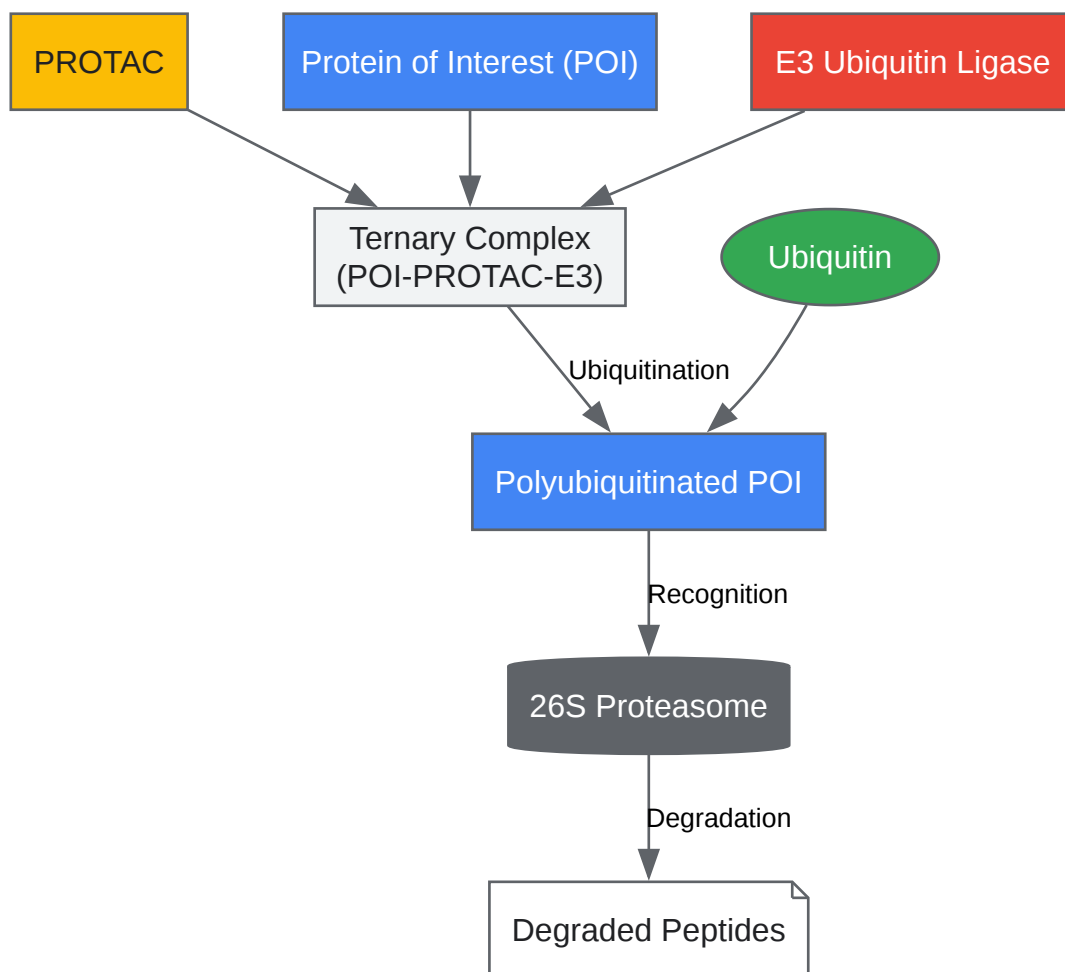 PROTAC
Protein of Interest (POI)
E3 Ubiquitin Ligase
Ternary Complex
(POI-PROTAC-E3)
Ubiquitin
Ubiquitination
Polyubiquitinated POI
Recognition
26S Proteasome
Degradation
Degraded Peptides